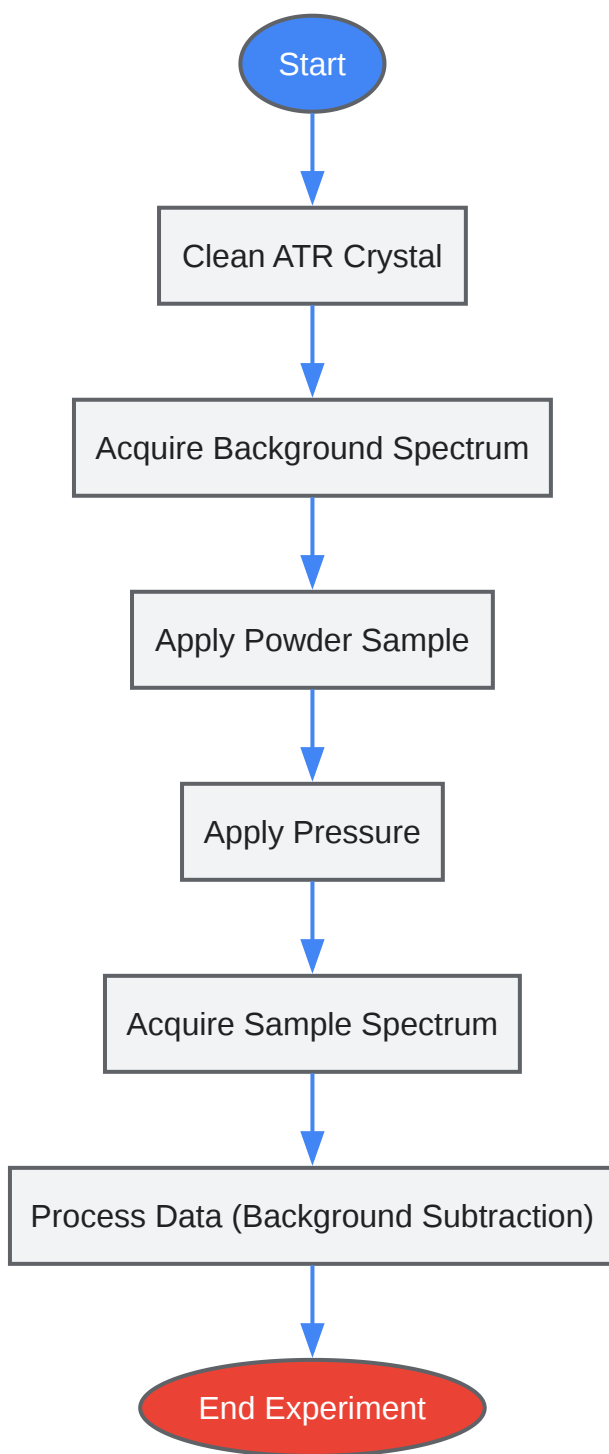 Start
Clean ATR Crystal
Acquire Background Spectrum
Apply Powder Sample
Apply Pressure
Acquire Sample Spectrum
Process Data (Background Subtraction)
End Experiment